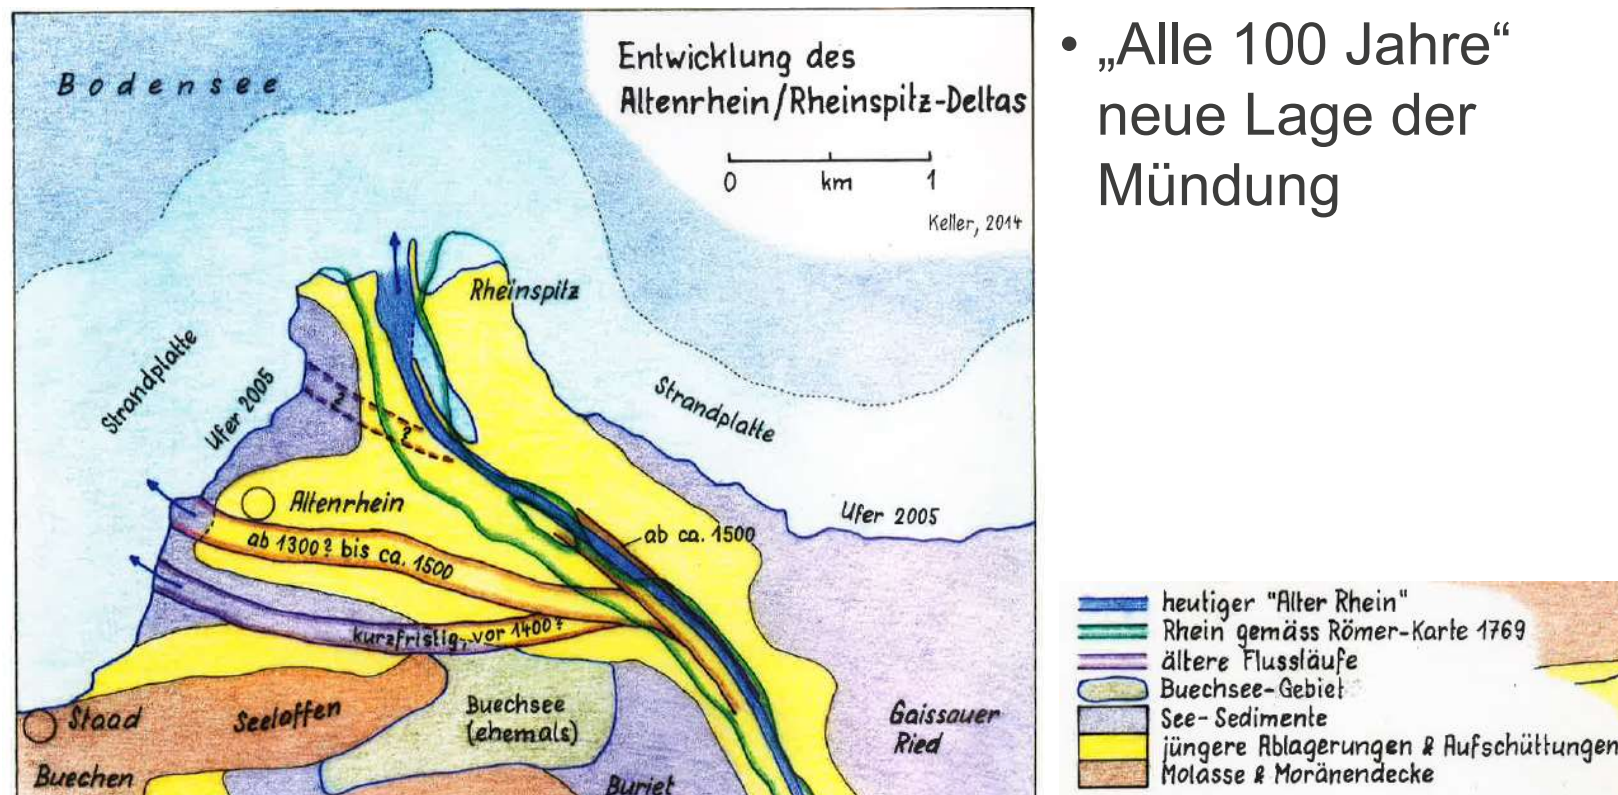 Bodensee
Entwicklung des
Altenrhein/Rheinspitz-Deltas
0 km 1
Keller, 2014
Rheinspitz
Strandplatte
Ufer 2005
Strandplatte
?
?
Altenrhein
Ufer 2005
ab ca. 1500
ab 1300? bis ca. 1500
kurzfristig, vor 1400?
Staad
Seelaffen
Buechsee
(ehemals)
Gaissauer
Ried
Buechen
Buriet
• „Alle 100 Jahre“
neue Lage der
Mündung
heutiger "Alter Rhein"
Rhein gemäss Römer-Karte 1769
ältere Flussläufe
Buechsee-Gebiet
See-Sedimente
jüngere Ablagerungen & Aufschüttungen
Molasse & Moränendecke